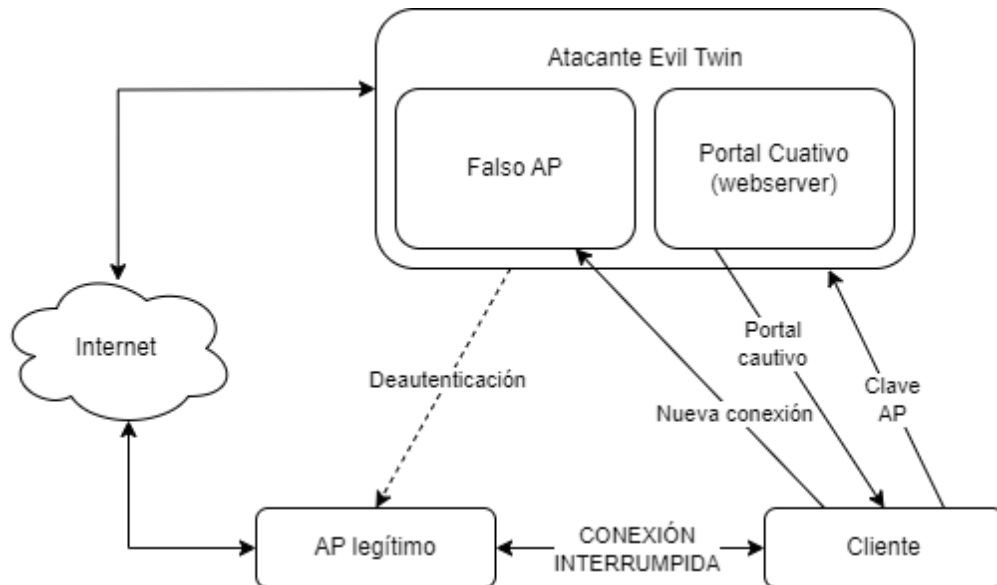 Atacante Evil Twin
Falso AP
Portal Cuativo
(webserver)
Internet
Portal
cautivo
Deautenticación
Clave
AP
Nueva conexión
AP legítimo
CONEXIÓN
INTERRUMPIDA
Cliente